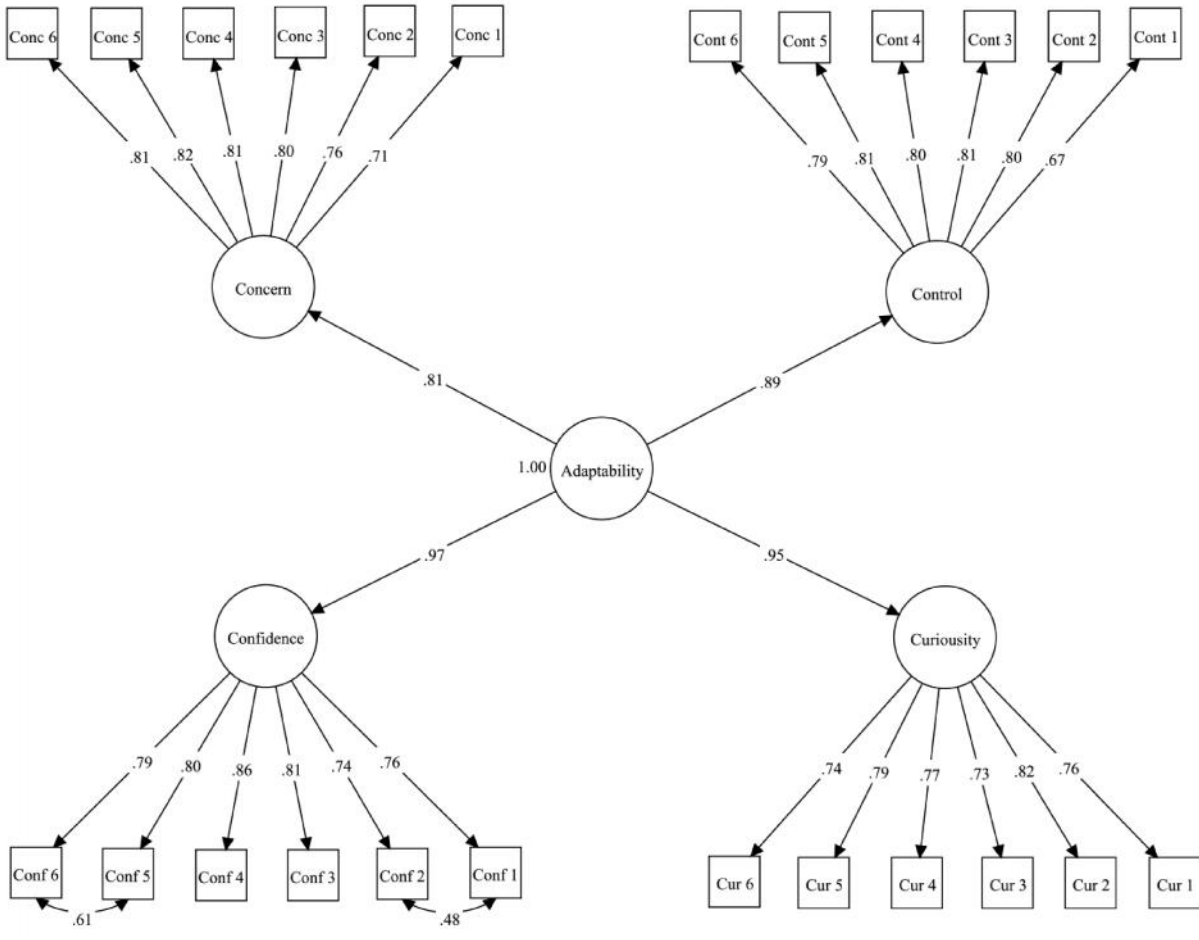 Conc 6 Conc 5 Conc 4 Conc 3 Conc 2 Conc 1
Cont 6 Cont 5 Cont 4 Cont 3 Cont 2 Cont 1
.81 .82 .81 .80 .76 .71
.79 .81 .80 .81 .80 .67
Concern
Control
.81
.89
1.00
Adaptability
.97
.95
Confidence
Curiousity
.79 .80 .86 .81 .74 .76
.74 .79 .77 .73 .82 .76
Conf 6 Conf 5 Conf 4 Conf 3 Conf 2 Conf 1
Cur 6 Cur 5 Cur 4 Cur 3 Cur 2 Cur 1
.61
.48